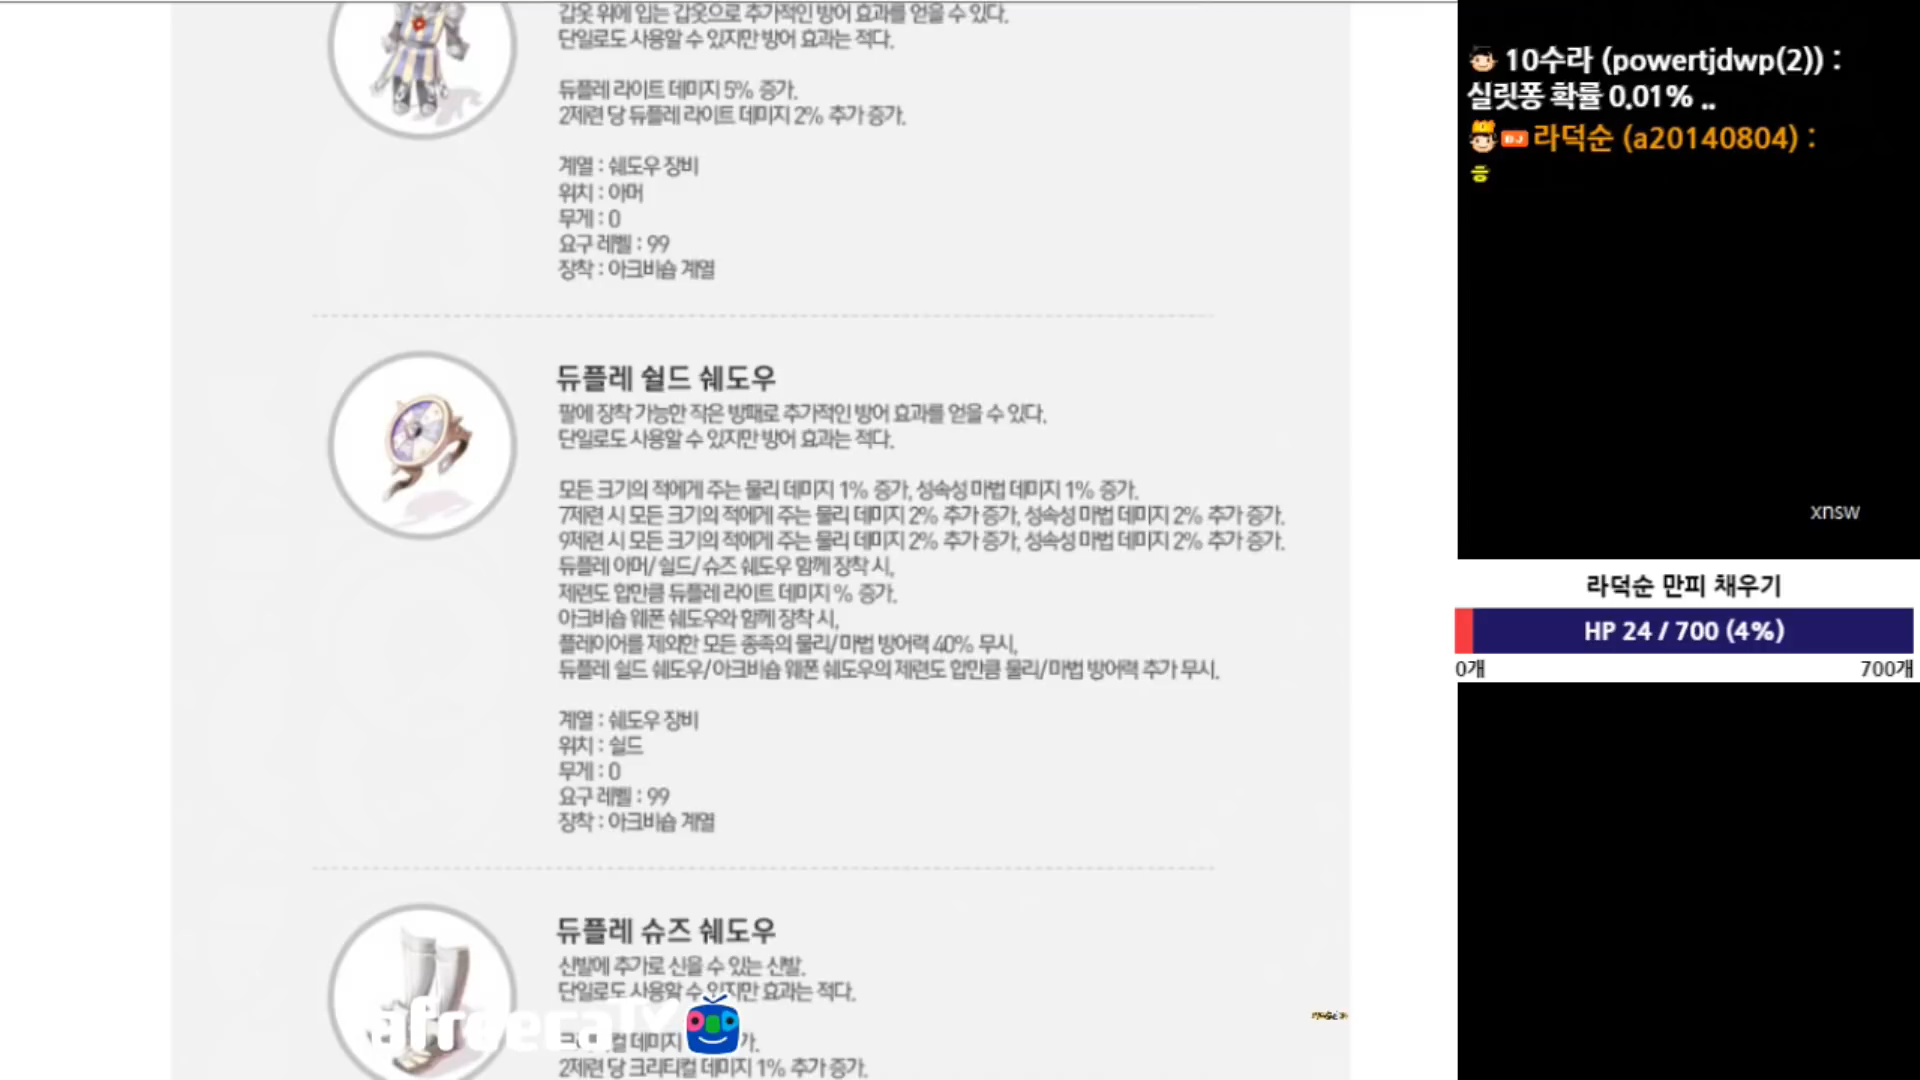 갑옷 위에 입는 갑옷으로 추가적인 방어 효과를 얻을 수 있다.
단일로도 사용할 수 있지만 방어 효과는 적다.
듀플레 라이트 데미지 5% 증가.
2제련 당 듀플레 라이트 데미지 2% 추가 증가.
계열 : 쉐도우 장비
위치 : 아머
무게 : 0
요구 레벨 : 99
장착 : 아크비숍 계열
듀플레 쉴드 쉐도우
팔에 장착 가능한 작은 방패로 추가적인 방어 효과를 얻을 수 있다.
단일로도 사용할 수 있지만 방어 효과는 적다.
모든 크기의 적에게 주는 물리 데미지 1% 증가, 성속성 마법 데미지 1% 증가.
7제련 시 모든 크기의 적에게 주는 물리 데미지 2% 추가 증가, 성속성 마법 데미지 2% 추가 증가.
9제련 시 모든 크기의 적에게 주는 물리 데미지 2% 추가 증가, 성속성 마법 데미지 2% 추가 증가.
듀플레 아머/쉴드/슈즈 쉐도우 함께 장착 시,
제련도 합만큼 듀플레 라이트 데미지 % 증가.
아크비숍 웨폰 쉐도우와 함께 장착 시,
플레이어를 제외한 모든 종족의 물리/마법 방어력 40% 무시,
듀플레 쉴드 쉐도우/아크비숍 웨폰 쉐도우의 제련도 합만큼 물리/마법 방어력 추가 무시.
계열 : 쉐도우 장비
위치 : 쉴드
무게 : 0
요구 레벨 : 99
장착 : 아크비숍 계열
듀플레 슈즈 쉐도우
신발에 추가로 신을 수 있는 신발.
단일로도 사용할 수 있지만 효과는 적다.
데미지
가.
2제련 당 크리티컬 데미지 1% 추가 증가.
afreecaTV
10수라 (powertjdwp(2)) :
실릿퐁 확률 0.01% ..
BJ 라덕순 (a20140804) :
흥
xnsw
라덕순 만피 채우기
HP 24 / 700 (4%)
0개 700개